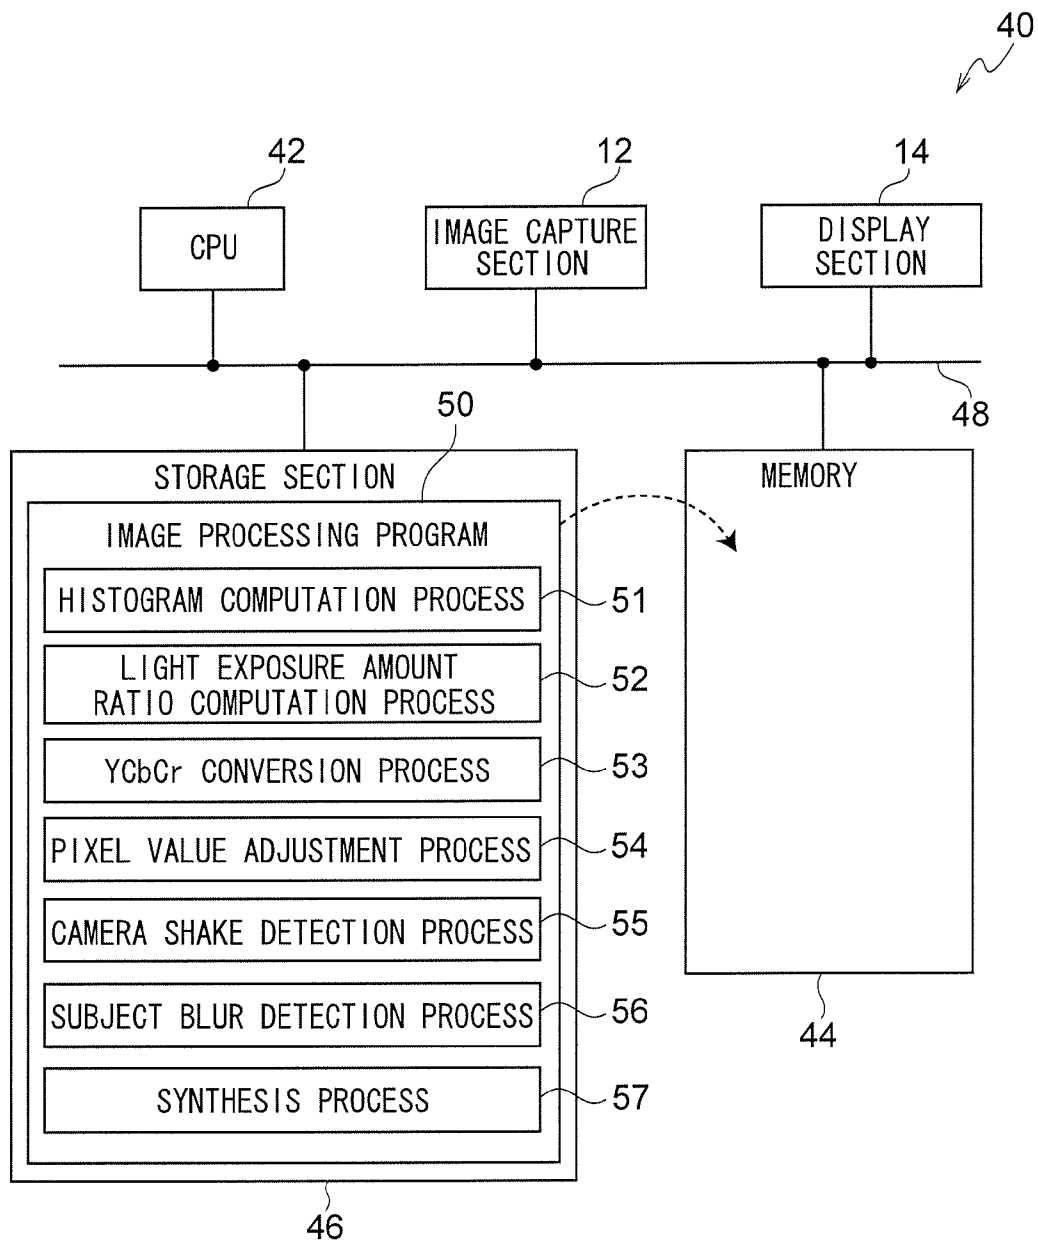 40
42
12
14
CPU
IMAGE CAPTURE
SECTION
DISPLAY
SECTION
48
50
STORAGE SECTION
MEMORY
IMAGE PROCESSING PROGRAM
HISTOGRAM COMPUTATION PROCESS
51
LIGHT EXPOSURE AMOUNT
RATIO COMPUTATION PROCESS
52
YCbCr CONVERSION PROCESS
53
PIXEL VALUE ADJUSTMENT PROCESS
54
CAMERA SHAKE DETECTION PROCESS
55
SUBJECT BLUR DETECTION PROCESS
56
44
SYNTHESIS PROCESS
57
46